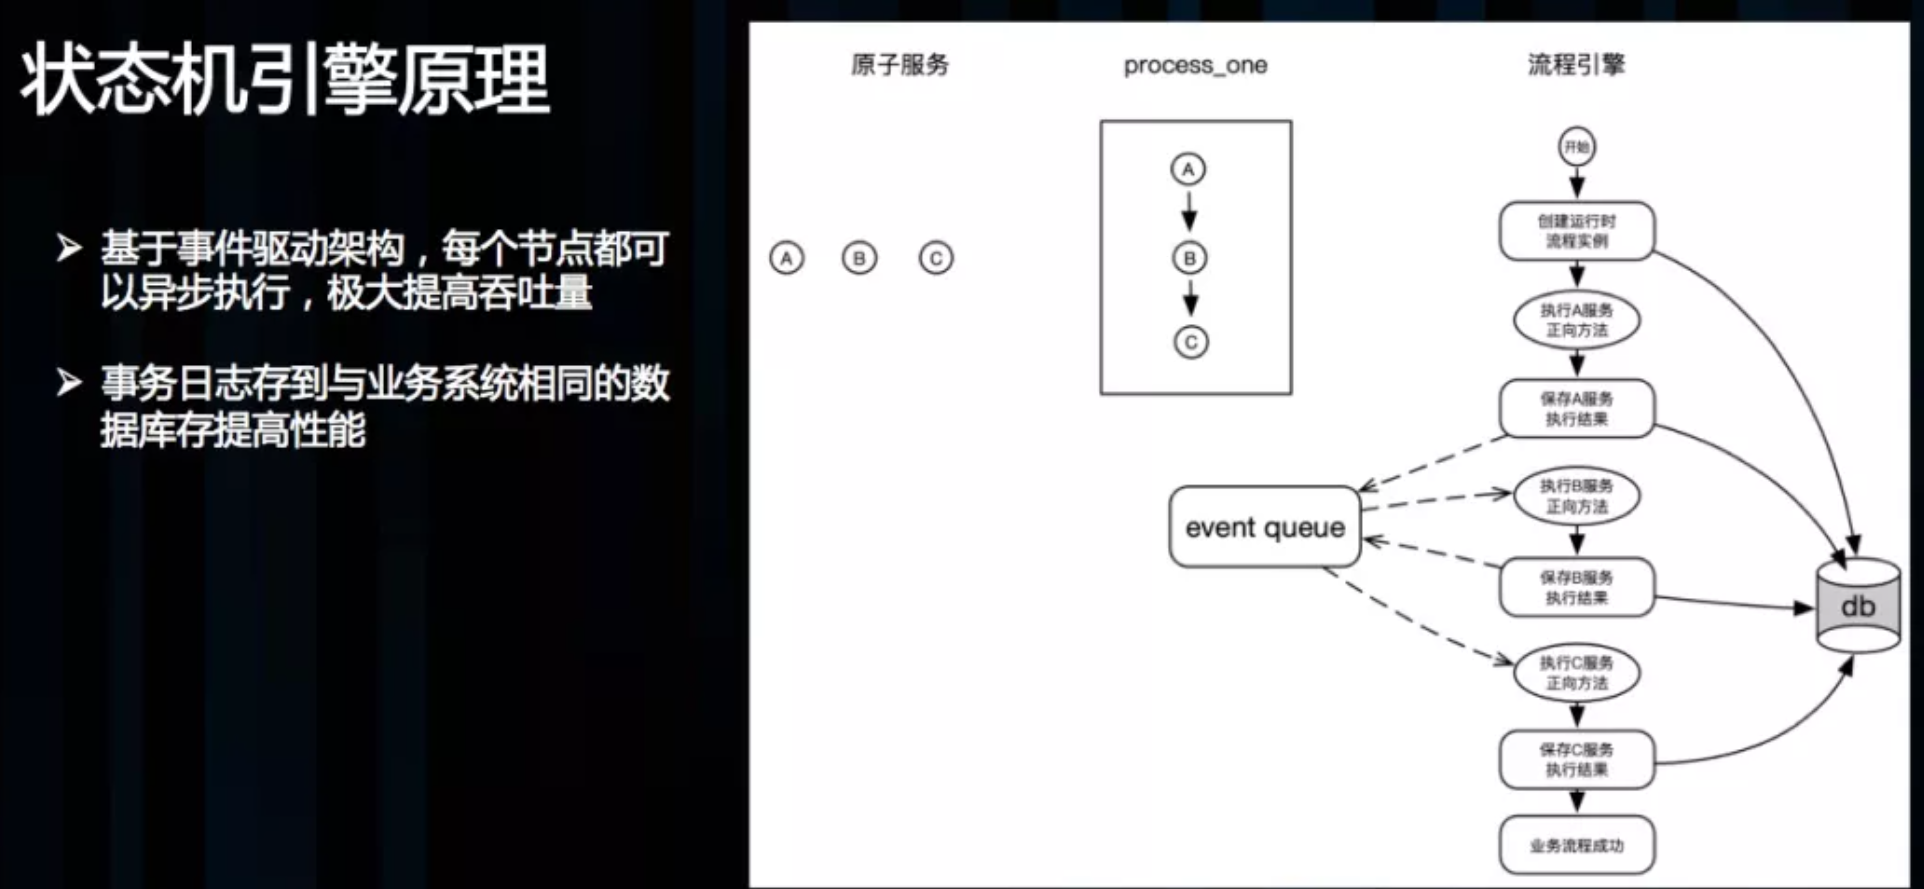 状态机引擎原理
➢ 基于事件驱动架构，每个节点都可
以异步执行，极大提高吞吐量
➢ 事务日志存到与业务系统相同的数
据库存提高性能
原子服务
A B C
process_one
A
B
C
event queue
流程引擎
开始
创建运行时
流程实例
执行A服务
正向方法
保存A服务
执行结果
执行B服务
正向方法
保存B服务
执行结果
执行C服务
正向方法
保存C服务
执行结果
业务流程成功
db